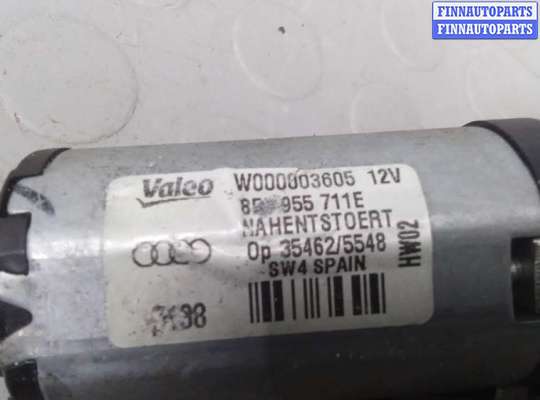 FINNAUTOPARTS
FINNAUTOPARTS
Valeo W000003605 12V
955 711E
NAHENTSTOERT
Op 35462/5548
SW4 SPAIN
HW02